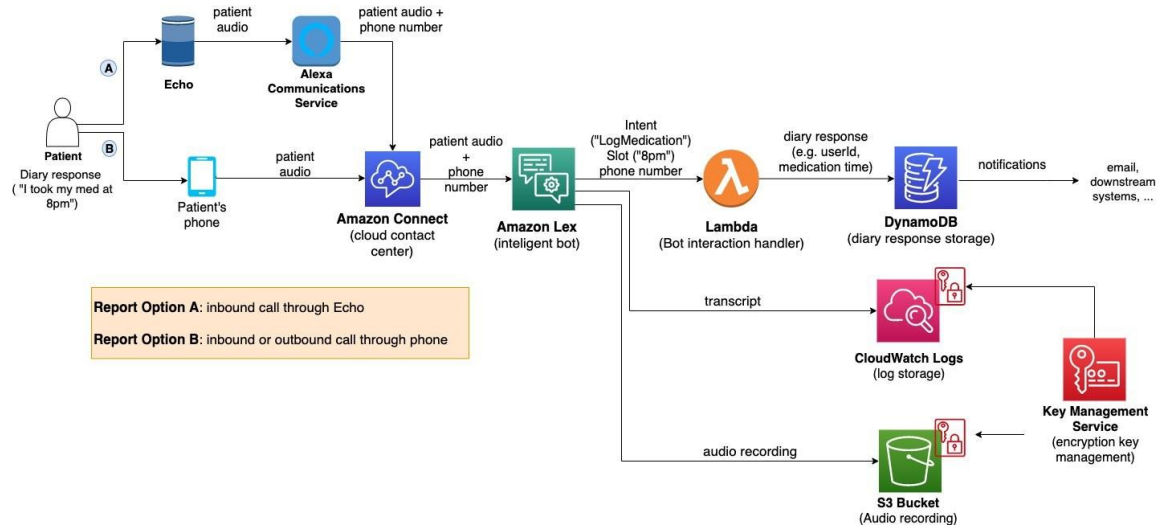 patient
audio
patient audio +
phone number
A
Echo
Alexa
Communications
Service
B
Patient
Diary response
( "I took my med at
8pm")
Patient's
phone
patient
audio
Amazon Connect
(cloud contact
center)
patient audio
+
phone
number
Amazon Lex
(inteligent bot)
Intent
("LogMedication")
Slot ("8pm")
phone number
Lambda
(Bot interaction handler)
diary response
(e.g. userId,
medication time)
DynamoDB
(diary response storage)
notifications
email,
downstream
systems, ...
Report Option A: inbound call through Echo
Report Option B: inbound or outbound call through phone
transcript
CloudWatch Logs
(log storage)
Key Management
Service
(encryption key
management)
audio recording
S3 Bucket
(Audio recording)